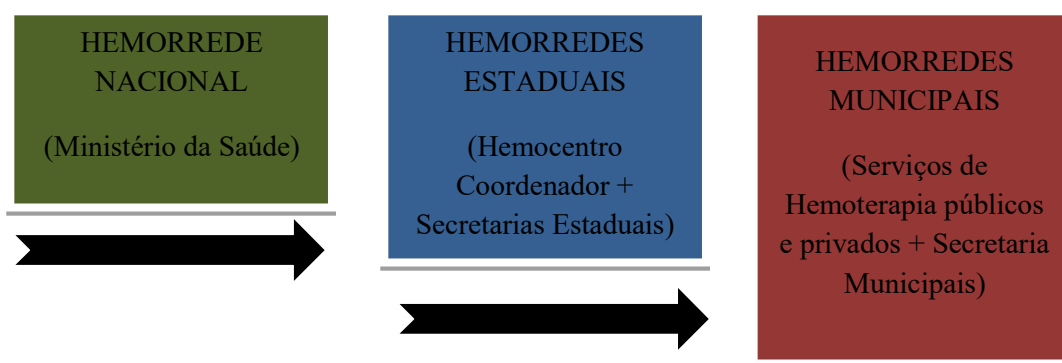 HEMORREDE
NACIONAL
(Ministério da Saúde)
HEMORREDES
ESTADUAIS
(Hemocentro
Coordenador +
Secretarias Estaduais)
HEMORREDES
MUNICIPAIS
(Serviços de
Hemoterapia públicos
e privados + Secretaria
Municipais)